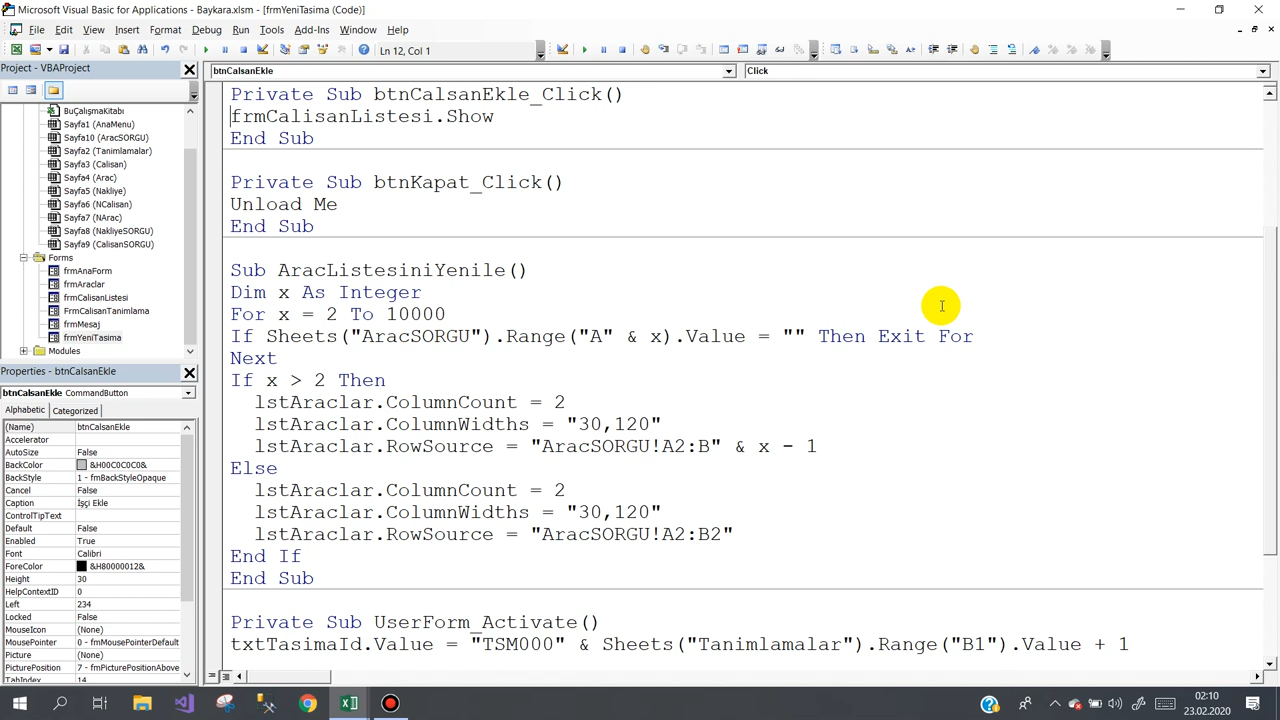 Microsoft Visual Basic for Applications - Baykara.xlsm - [frmYeniTasima (Code)]
File Edit View Insert Format Debug Run Tools Add-Ins Window Help
Ln 12, Col 1
Project - VBAProject
btnCalsanEkle
Click
BuÇalışmaKitabı
Sayfa1 (AnaMenu)
Sayfa10 (AracSORGU)
Sayfa2 (Tanimlamalar)
Sayfa3 (Calisan)
Sayfa4 (Arac)
Sayfa5 (Nakliye)
Sayfa6 (NCalisan)
Sayfa7 (NArac)
Sayfa8 (NakliyeSORGU)
Sayfa9 (CalisanSORGU)
Forms
frmAnaForm
frmAraclar
frmCalisanListesi
FrmCalisanTanimlama
frmMesaj
frmYeniTasima
Modules
Properties - btnCalsanEkle
btnCalsanEkle CommandButton
Alphabetic Categorized
(Name) btnCalsanEkle
Accelerator
AutoSize False
BackColor &H00C0C0C0&
BackStyle 1 - fmBackStyleOpaque
Cancel False
Caption İşçi Ekle
ControlTipText
Default False
Enabled True
Font Calibri
ForeColor &H80000012&
Height 30
HelpContextID 0
Left 234
Locked False
MouseIcon (None)
MousePointer 0 - fmMousePointerDefault
Picture (None)
PicturePosition 7 - fmPicturePositionAbove
TabIndex 14
Private Sub btnCalsanEkle_Click()
frmCalisanListesi.Show
End Sub
Private Sub btnKapat_Click()
Unload Me
End Sub
Sub AracListesiniYenile()
Dim x As Integer
For x = 2 To 10000
If Sheets("AracSORGU").Range("A" & x).Value = "" Then Exit For
Next
If x > 2 Then
lstAraclar.ColumnCount = 2
lstAraclar.ColumnWidths = "30,120"
lstAraclar.RowSource = "AracSORGU!A2:B" & x - 1
Else
lstAraclar.ColumnCount = 2
lstAraclar.ColumnWidths = "30,120"
lstAraclar.RowSource = "AracSORGU!A2:B2"
End If
End Sub
Private Sub UserForm_Activate()
txtTasimaId.Value = "TSM000" & Sheets("Tanimlamalar").Range("B1").Value + 1
02:10
23.02.2020